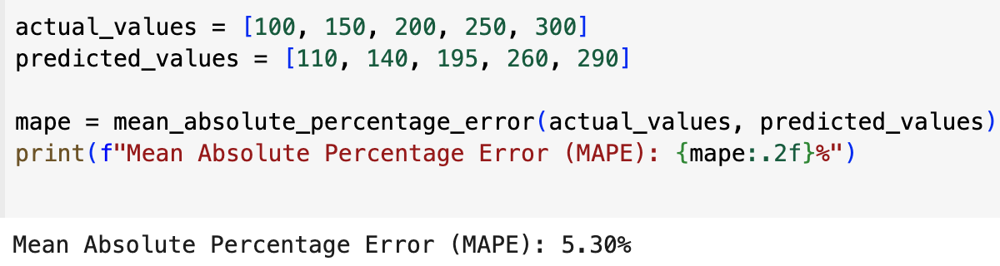 actual_values = [100, 150, 200, 250, 300]
predicted_values = [110, 140, 195, 260, 290]
mape = mean_absolute_percentage_error(actual_values, predicted_values)
print(f"Mean Absolute Percentage Error (MAPE): {mape:.2f}%")
Mean Absolute Percentage Error (MAPE): 5.30%